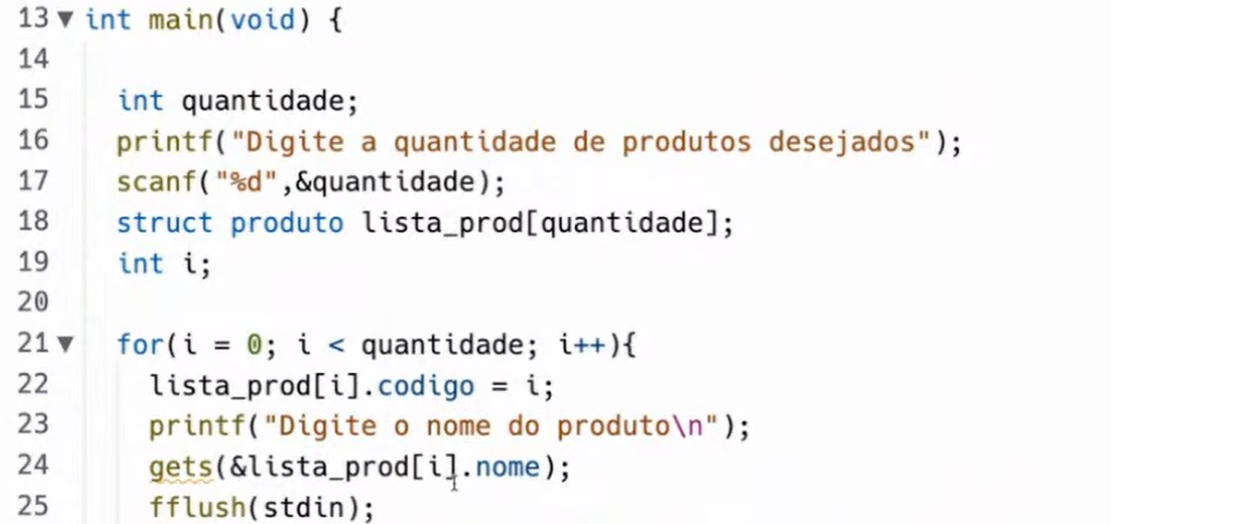 13 ▼ int main(void) {
14
15 int quantidade;
16 printf("Digite a quantidade de produtos desejados");
17 scanf("%d",&quantidade);
18 struct produto lista_prod[quantidade];
19 int i;
20
21 ▼ for(i = 0; i < quantidade; i++){
22 lista_prod[i].codigo = i;
23 printf("Digite o nome do produto\n");
24 gets(&lista_prod[i].nome);
25 fflush(stdin);